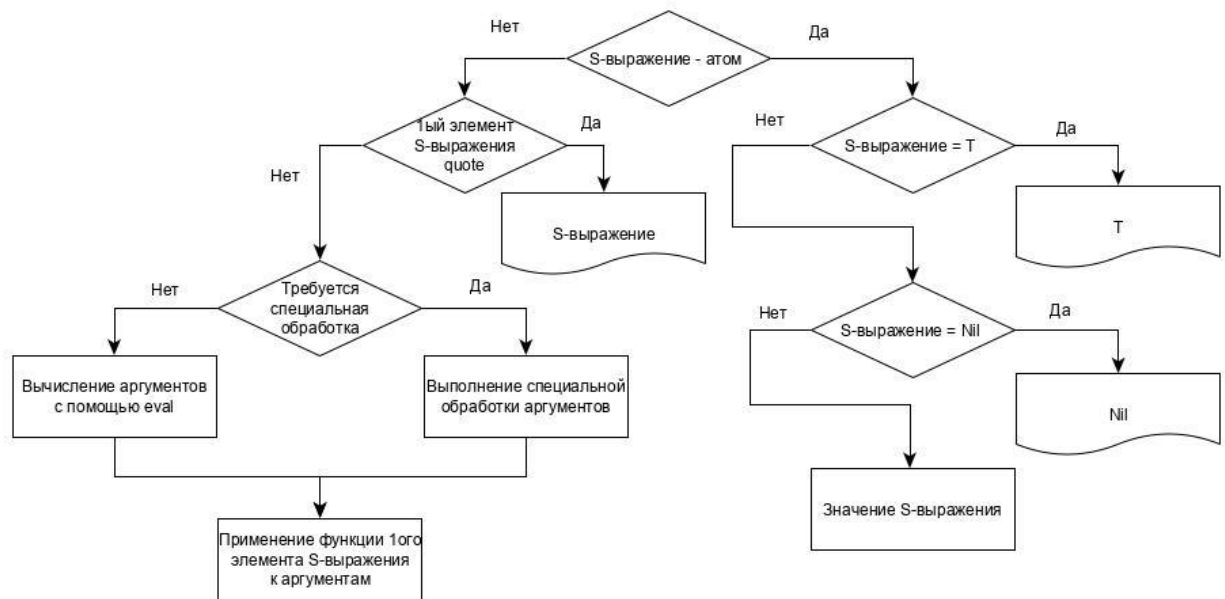 Нет
Да
S-выражение - атом
1ый элемент
S-выражения
quote
Да
Нет
S-выражение = T
Да
Нет
S-выражение
T
Нет
Требуется
специальная
обработка
Да
Нет
S-выражение = Nil
Да
Вычисление аргументов
с помощью eval
Выполнение специальной
обработки аргументов
Nil
Значение S-выражения
Применение функции 1ого
элемента S-выражения
к аргументам